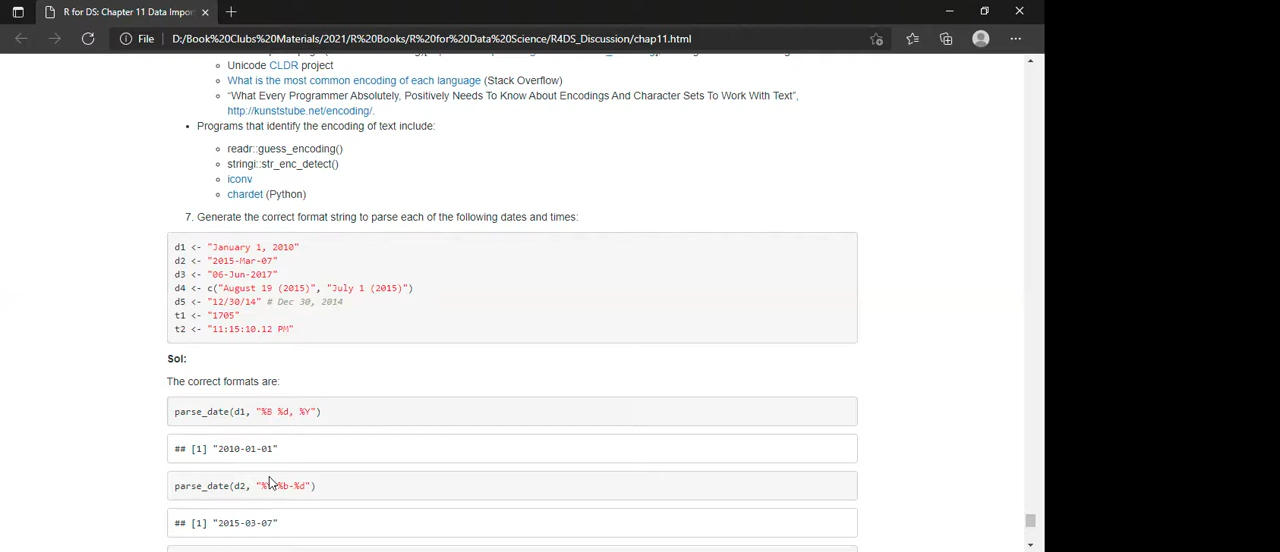 R for DS: Chapter 11 Data Impor
File D:/Book%20Clubs%20Materials/2021/R%20Books/R%20for%20Data%20Science/R4DS_Discussion/chap11.html
Unicode CLDR project
What is the most common encoding of each language (Stack Overflow)
“What Every Programmer Absolutely, Positively Needs To Know About Encodings And Character Sets To Work With Text”,
http://kunststube.net/encoding/.
Programs that identify the encoding of text include:
readr::guess_encoding()
stringi::str_enc_detect()
iconv
chardet (Python)
7. Generate the correct format string to parse each of the following dates and times:
d1 <- "January 1, 2010"
d2 <- "2015-Mar-07"
d3 <- "06-Jun-2017"
d4 <- c("August 19 (2015)", "July 1 (2015)")
d5 <- "12/30/14" # Dec 30, 2014
t1 <- "1705"
t2 <- "11:15:10.12 PM"
Sol:
The correct formats are:
parse_date(d1, "%B %d, %Y")
## [1] "2010-01-01"
parse_date(d2, "%b-%d")
## [1] "2015-03-07"